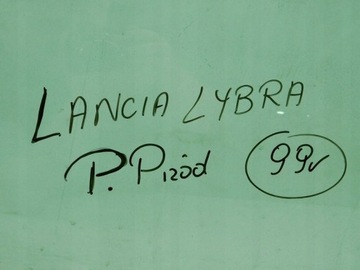 LANCIA LYBRA
P. Przód 99r